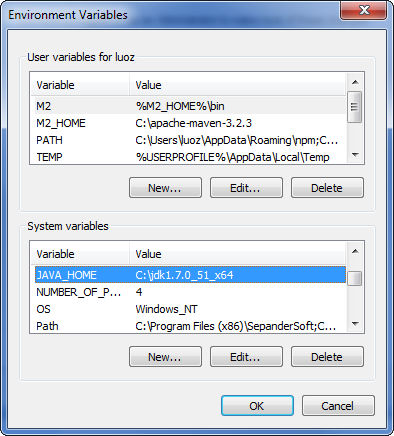 Environment Variables
User variables for luoz
Variable Value
M2 %M2_HOME%\bin
M2_HOME C:\apache-maven-3.2.3
PATH C:\Users\luoz\AppData\Roaming\npm;C...
TEMP %USERPROFILE%\AppData\Local\Temp
New... Edit... Delete
System variables
Variable Value
JAVA_HOME C:\jdk1.7.0_51_x64
NUMBER_OF_P... 4
OS Windows_NT
Path C:\Program Files (x86)\SepanderSoft;C...
New... Edit... Delete
OK Cancel